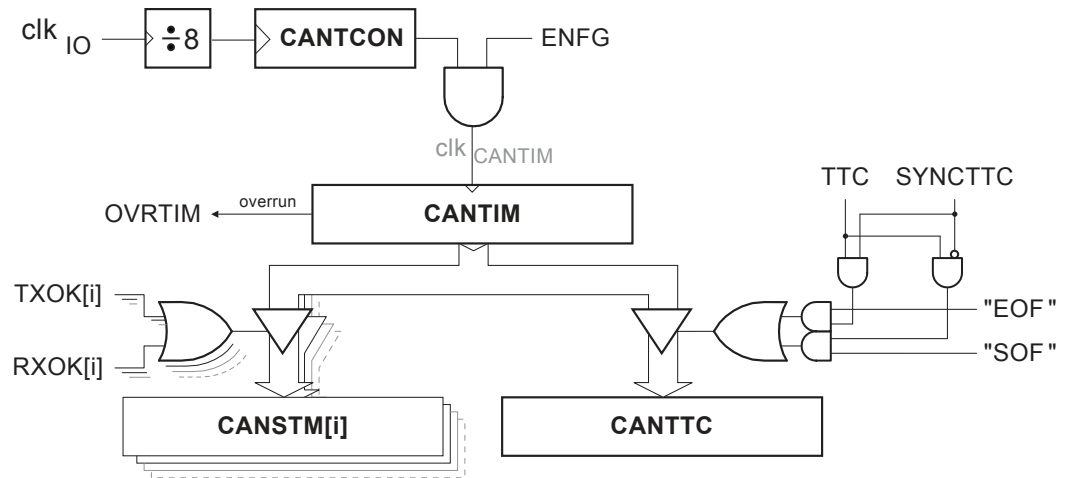 clk IO
÷8
CANTCON
ENFG
clk CANTIM
TTC SYNCTTC
OVRTIM
overrun
CANTIM
TXOK[i]
"EOF"
RXOK[i]
"SOF"
CANSTM[i]
CANTTC